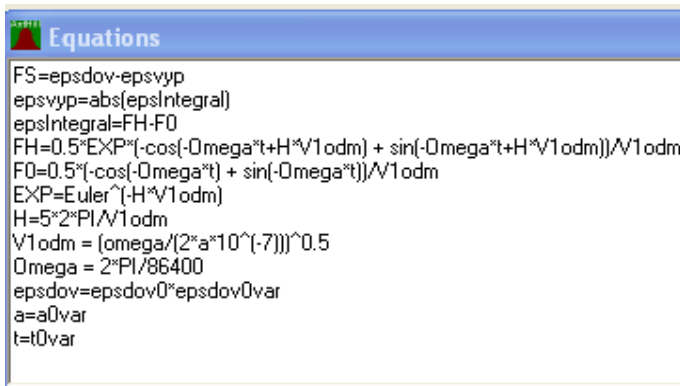 Equations
FS=epsdov-epsvyp
epsvyp=abs(epsIntegral)
epsIntegral=FH-F0
FH=0.5*EXP*(-cos(-Omega*t+H*V1odm) + sin(-Omega*t+H*V1odm))/V1odm
F0=0.5*(-cos(-Omega*t) + sin(-Omega*t))/V1odm
EXP=Euler^(-H*V1odm)
H=5*2*PI/V1odm
V1odm = (omega/(2*a*10^(-7)))^0.5
Omega = 2*PI/86400
epsdov=epsdov0*epsdov0var
a=a0var
t=t0var